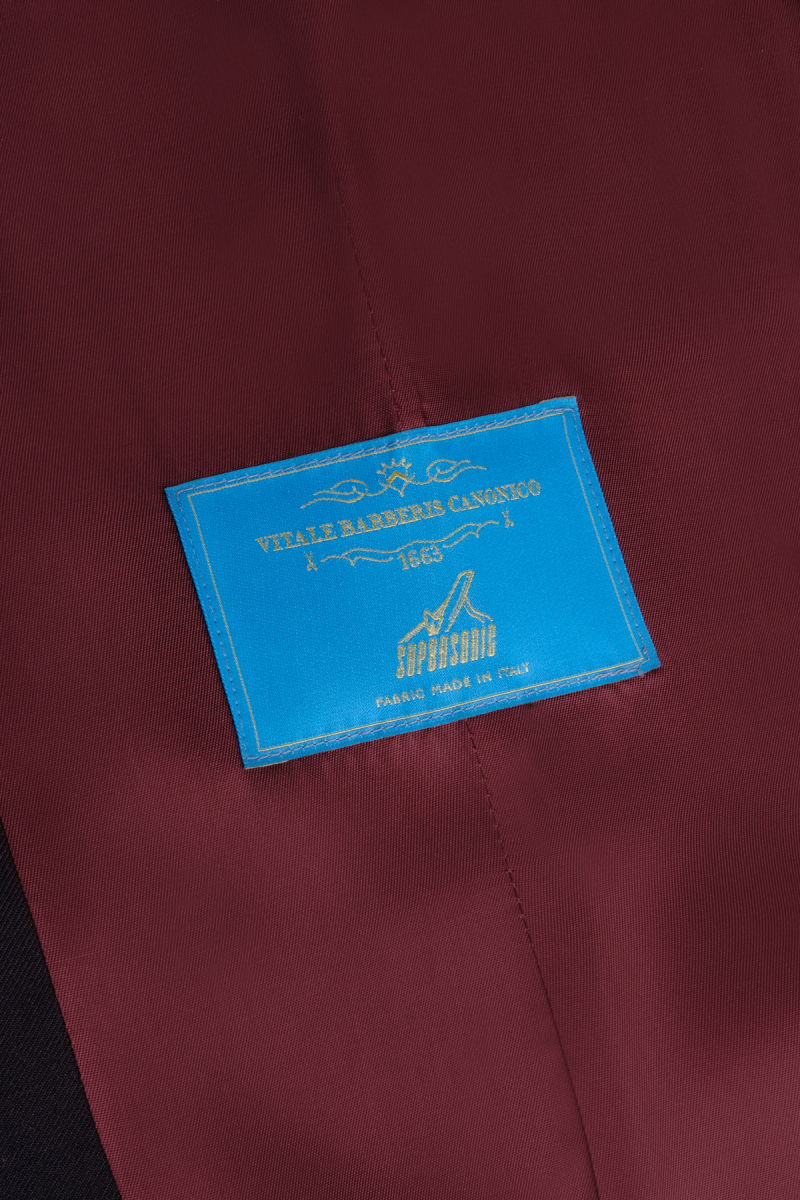 VITALE BARBERIS CANONICO
1663
SUPERSONIC
FABRIC MADE IN ITALY